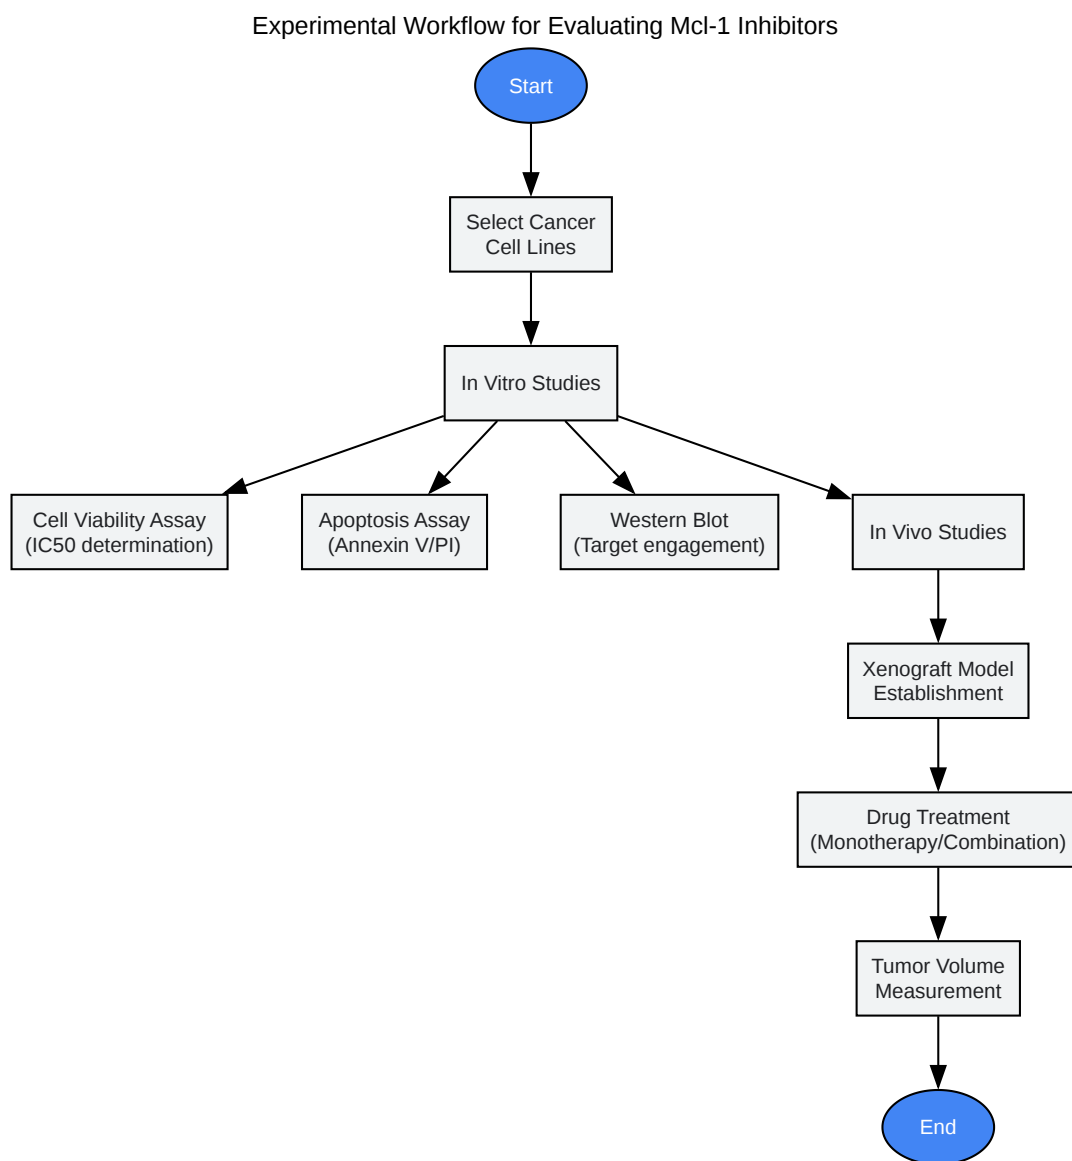 Experimental Workflow for Evaluating Mcl-1 Inhibitors
Start
Select Cancer
Cell Lines
In Vitro Studies
Cell Viability Assay
(IC50 determination)
Apoptosis Assay
(Annexin V/PI)
Western Blot
(Target engagement)
In Vivo Studies
Xenograft Model
Establishment
Drug Treatment
(Monotherapy/Combination)
Tumor Volume
Measurement
End